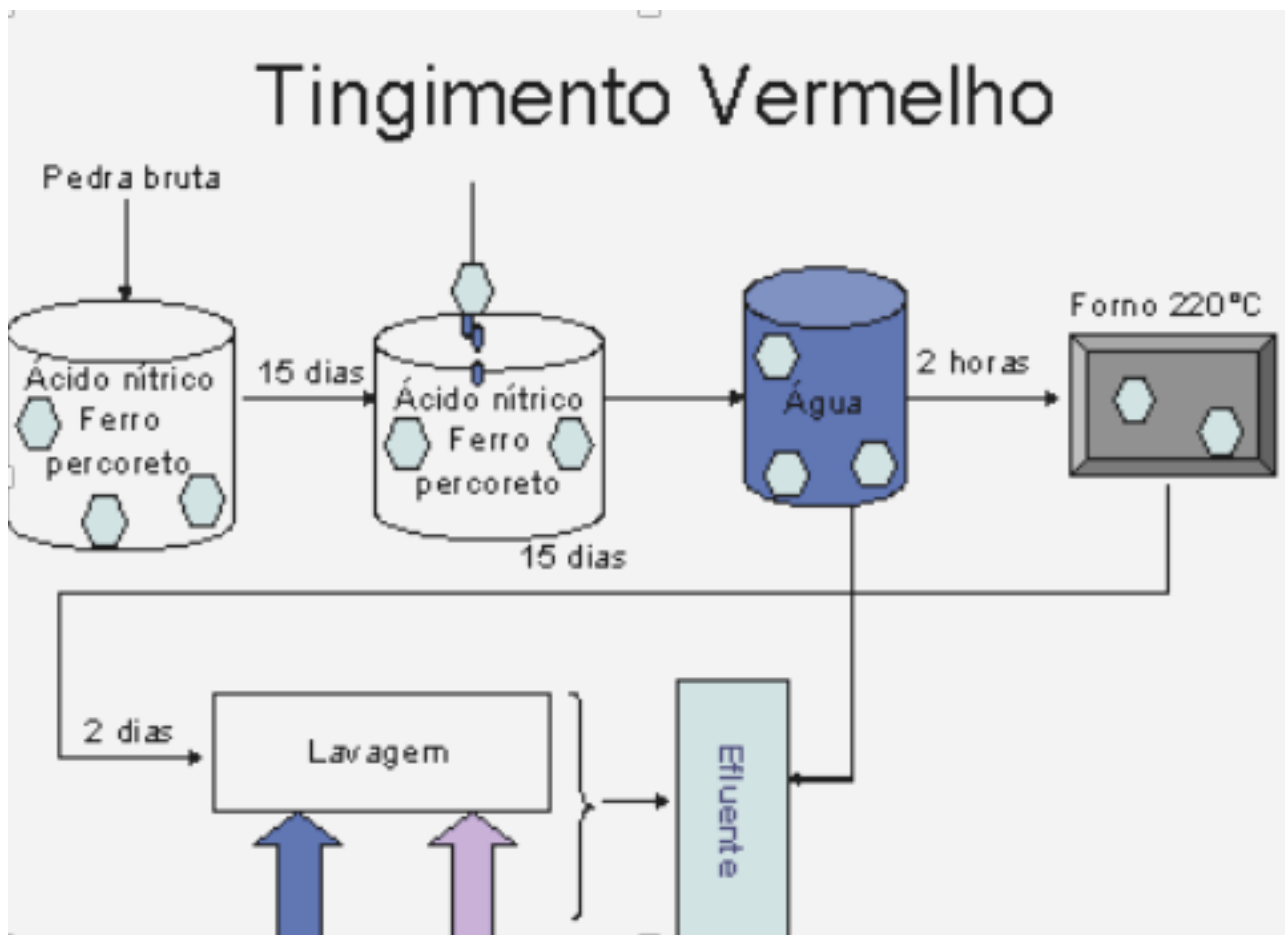 Tingimento Vermelho
Pedra bruta
Ácido nítrico
Ferro
percoreto
15 dias
Ácido nítrico
Ferro
percoreto
15 dias
Água
2 horas
Forno 220°C
2 dias
Lavagem
Efluente